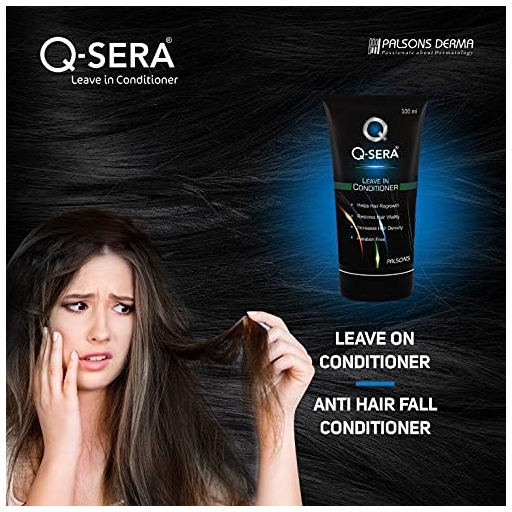 Q-SERA®
Leave in Conditioner
PALSONS DERMA
Passionate about Dermatology
100 ml
Q
Q-SERA®
LEAVE IN
CONDITIONER
Helps Hair Regrowth
Restores Hair Vitality
Increases Hair Density
Paraben Free
PALSONS
LEAVE ON
CONDITIONER
ANTI HAIR FALL
CONDITIONER